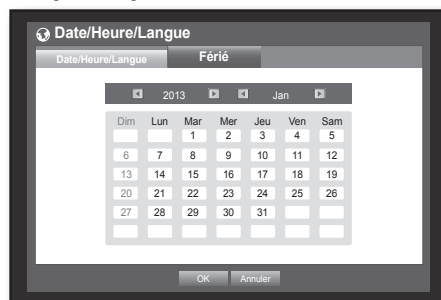 Date/Heure/Langue
Date/Heure/Langue Férié
2013 Jan
Dim Lun Mar Mer Jeu Ven Sam
1 2 3 4 5
6 7 8 9 10 11 12
13 14 15 16 17 18 19
20 21 22 23 24 25 26
27 28 29 30 31
OK Annuler